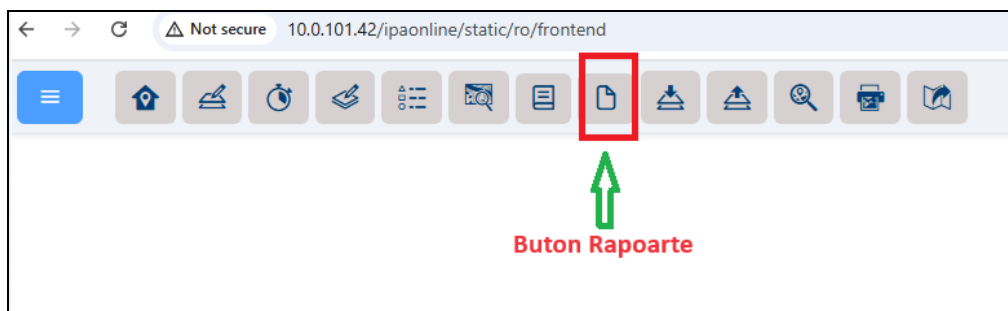 Not secure 10.0.101.42/ipaonline/static/ro/frontend
Buton Rapoarte